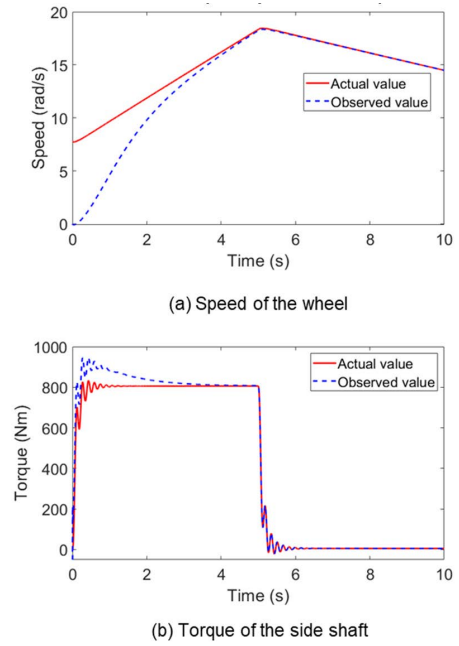 20
15
10
5
0
Speed (rad/s)
Actual value
Observed value
0 2 4 6 8 10
Time (s)
(a) Speed of the wheel
1000
800
600
400
200
0
Torque (Nm)
Actual value
Observed value
0 2 4 6 8 10
Time (s)
(b) Torque of the side shaft